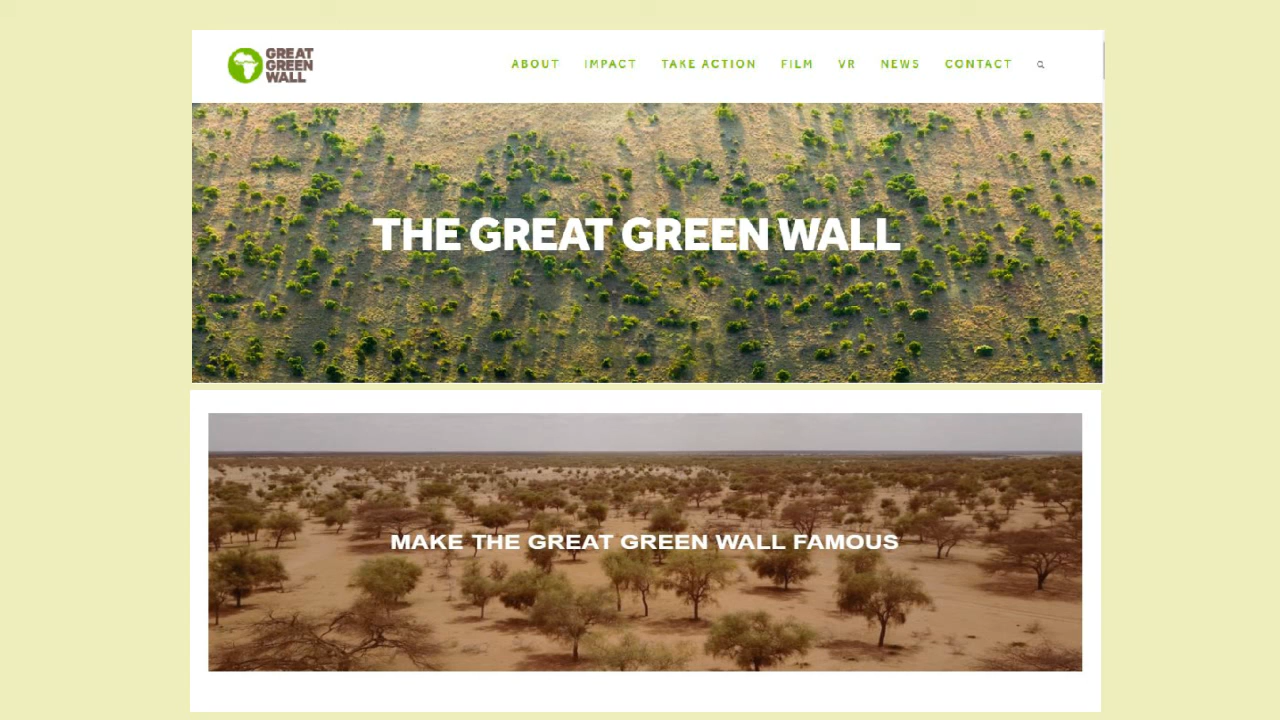 GREAT
GREEN
WALL
ABOUT IMPACT TAKE ACTION FILM VR NEWS CONTACT
THE GREAT GREEN WALL
MAKE THE GREAT GREEN WALL FAMOUS